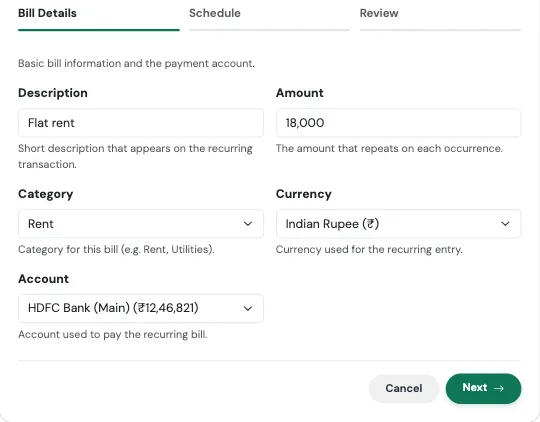 Bill Details
Schedule
Review
Basic bill information and the payment account.
Description
Amount
Flat rent
18,000
Short description that appears on the recurring
transaction.
The amount that repeats on each occurrence.
Category
Currency
Rent
Indian Rupee (₹)
Category for this bill (e.g. Rent, Utilities).
Currency used for the recurring entry.
Account
HDFC Bank (Main) (₹12,46,821)
Account used to pay the recurring bill.
Cancel
Next →